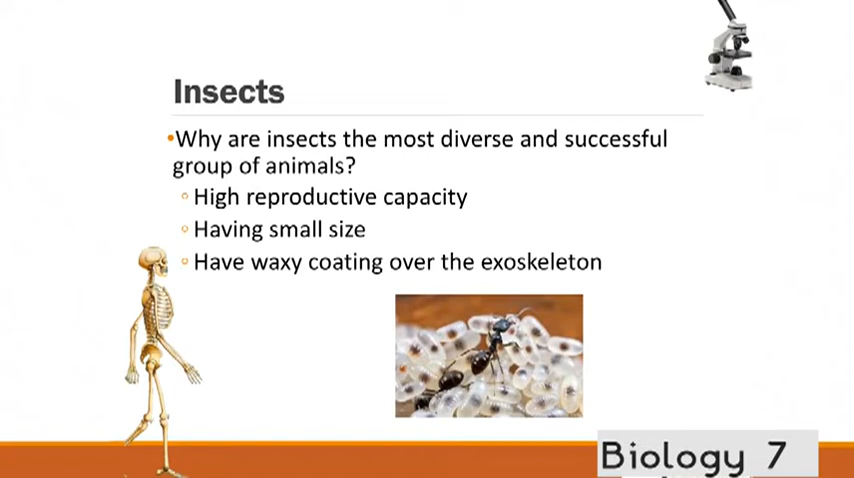 Insects
•Why are insects the most diverse and successful
group of animals?
◦ High reproductive capacity
◦ Having small size
◦ Have waxy coating over the exoskeleton
Biology 7